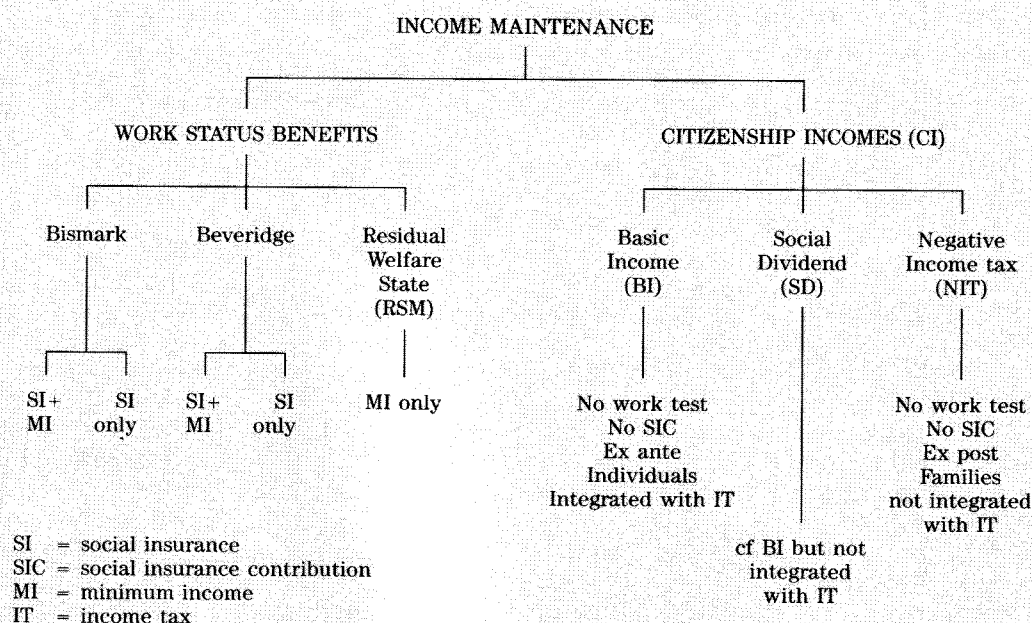 INCOME MAINTENANCE
WORK STATUS BENEFITS
CITIZENSHIP INCOMES (CI)
Bismark
Beveridge
Residual
Welfare
State
(RSM)
Basic
Income
(BI)
Social
Dividend
(SD)
Negative
Income tax
(NIT)
SI+
MI
SI
only
SI+
MI
SI
only
MI only
No work test
No SIC
Ex ante
Individuals
Integrated with IT
cf BI but not
integrated
with IT
No work test
No SIC
Ex post
Families
not integrated
with IT
SI = social insurance
SIC = social insurance contribution
MI = minimum income
IT = income tax